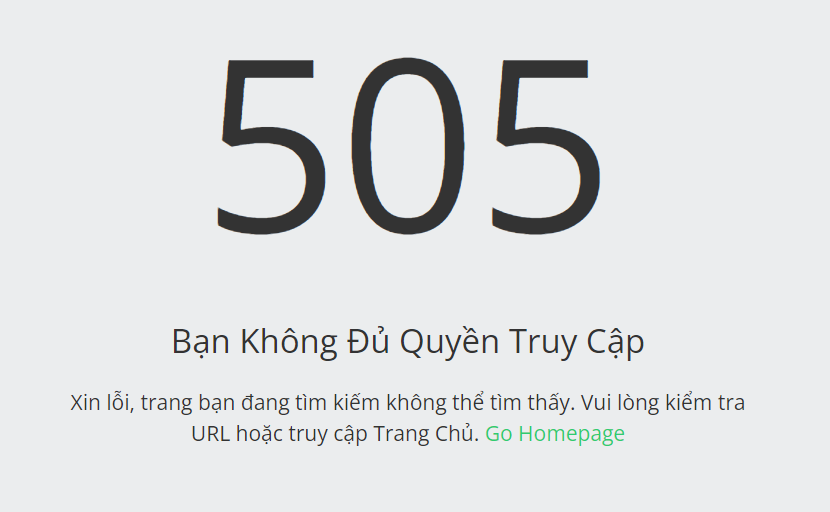 505
Bạn Không Đủ Quyền Truy Cập
Xin lỗi, trang bạn đang tìm kiếm không thể tìm thấy. Vui lòng kiểm tra
URL hoặc truy cập Trang Chủ. Go Homepage